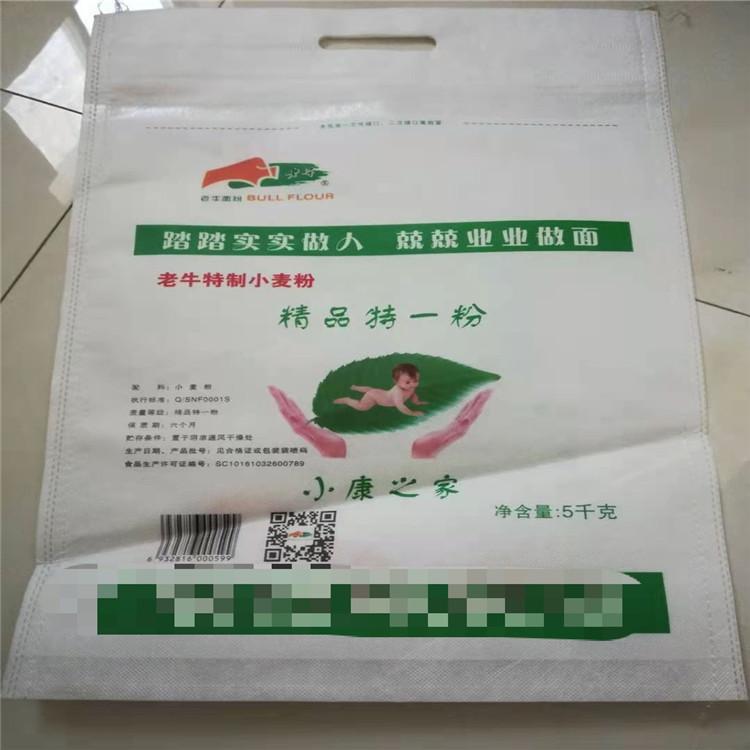 老牛面粉 BULL FLOUR
踏踏实实做人 兢兢业业做面
老牛特制小麦粉
精品特一粉
配 料: 小麦粉
执行标准: Q/SNF0001S
质量等级: 精品特一粉
保 质 期: 六个月
贮存条件: 置于阴凉通风干燥处
生产日期、产品批号: 见合格证或包装袋喷码
食品生产许可证编号: SC10161032600789
小康之家
净含量:5千克
6 932816 000599